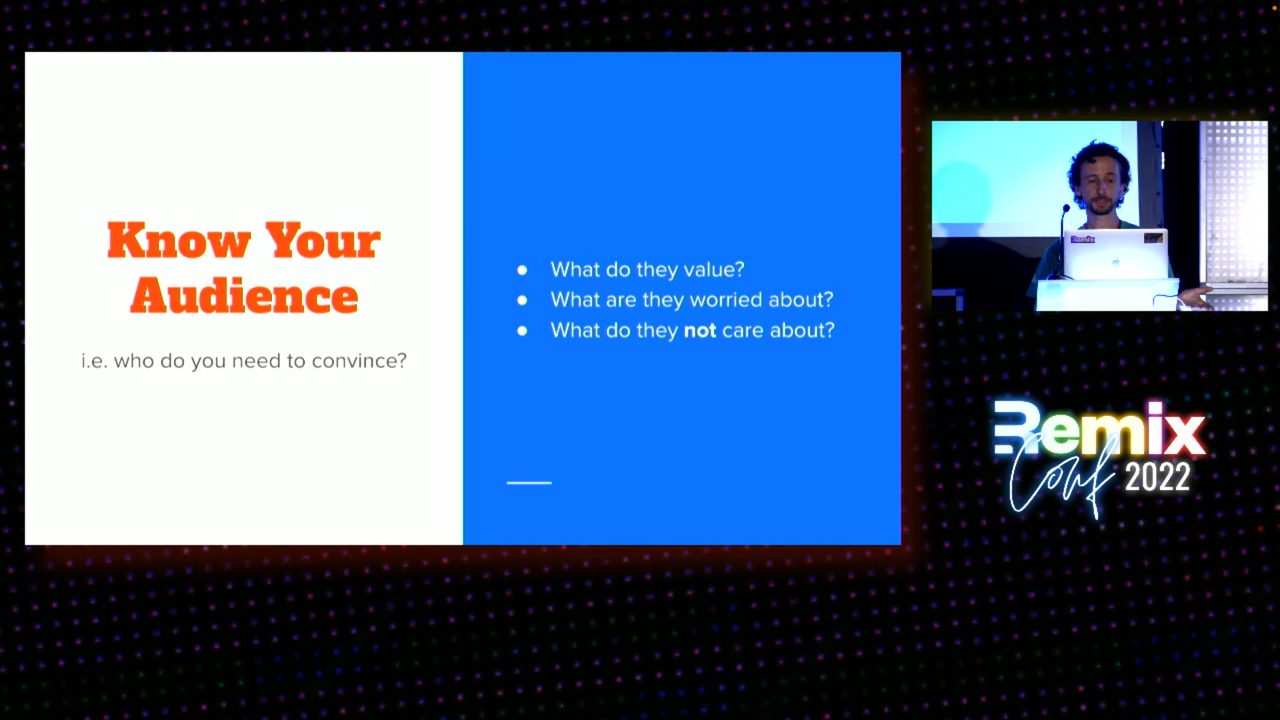 Know Your
Audience
i.e. who do you need to convince?
● What do they value?
● What are they worried about?
● What do they not care about?
Remix
Remix
Conf 2022